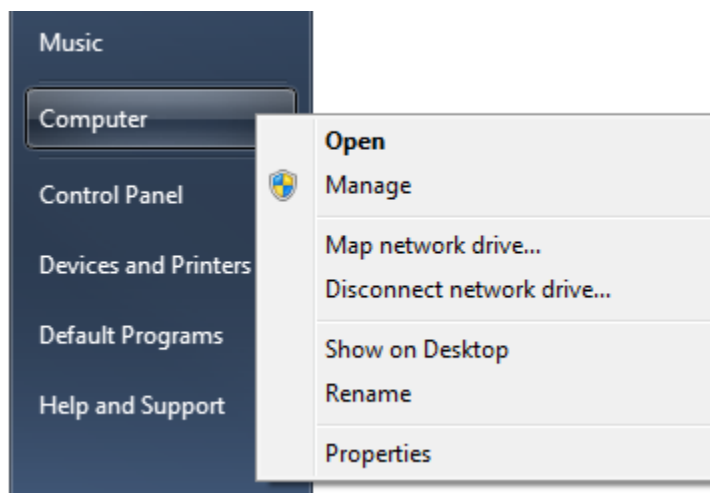 Music
Computer
Control Panel
Devices and Printers
Default Programs
Help and Support
Open
Manage
Map network drive...
Disconnect network drive...
Show on Desktop
Rename
Properties